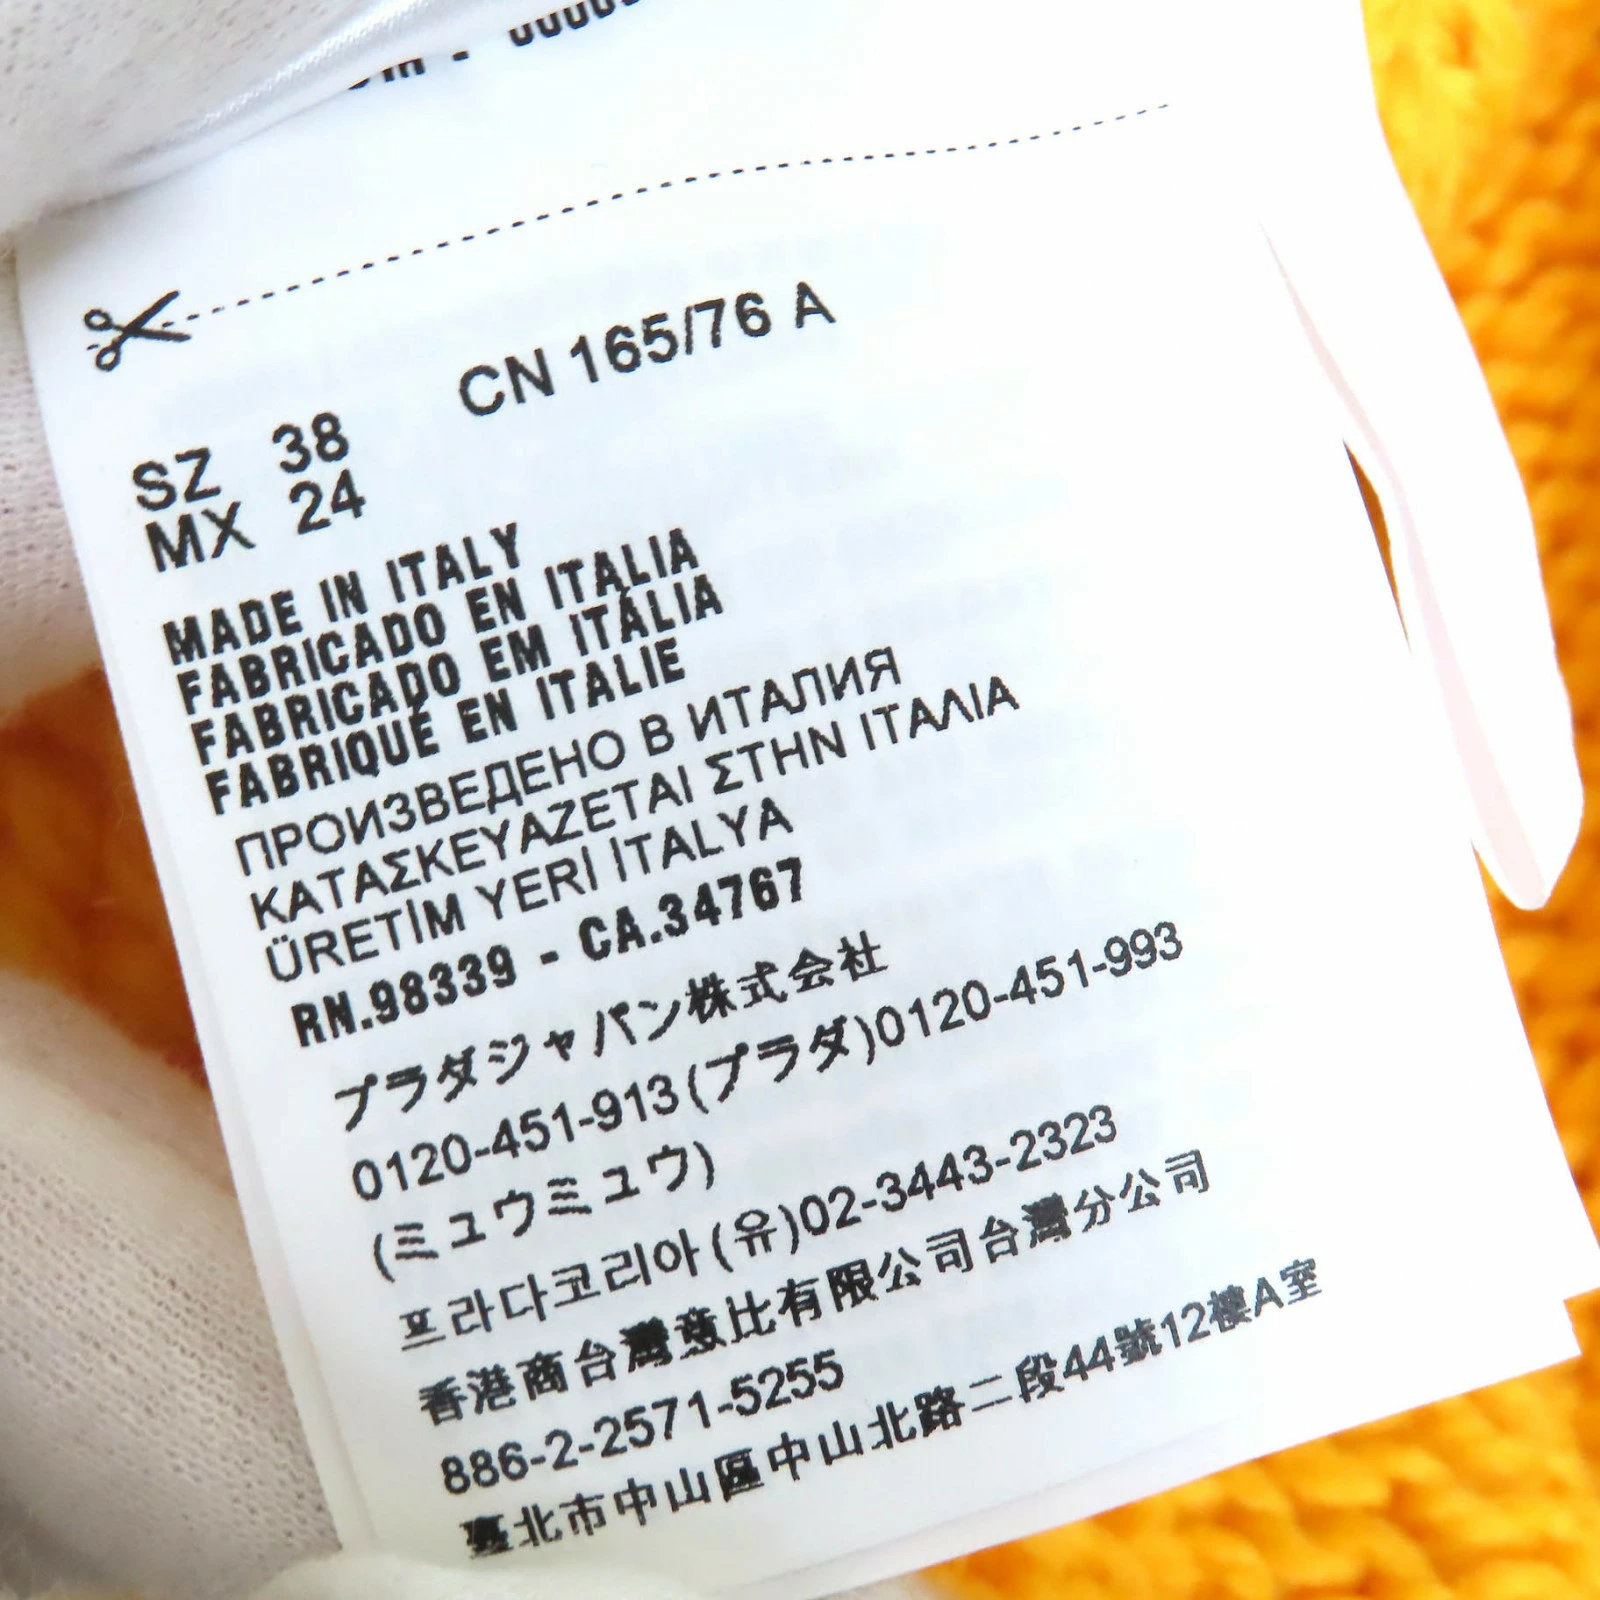 CN 165/76 A
SZ 38
MX 24
MADE IN ITALY
FABRICADO EN ITALIA
FABRICADO EM ITÁLIA
FABRIQUÉ EN ITALIE
ПРОИЗВЕДЕНО В ИТАЛИЯ
ΚΑΤΑΣΚΕΥΑΖΕΤΑΙ ΣΤΗΝ ΙΤΑΛΙΑ
ÜRETİM YERİ İTALYA
RN.98339 - CA.34767
プラダジャパン株式会社
0120-451-913(プラダ)0120-451-993
(ミュウミュウ)
프라다코리아(유)02-3443-2323
香港商台灣薏比有限公司台灣分公司
886-2-2571-5255
臺北市中山區中山北路二段44號12樓A室